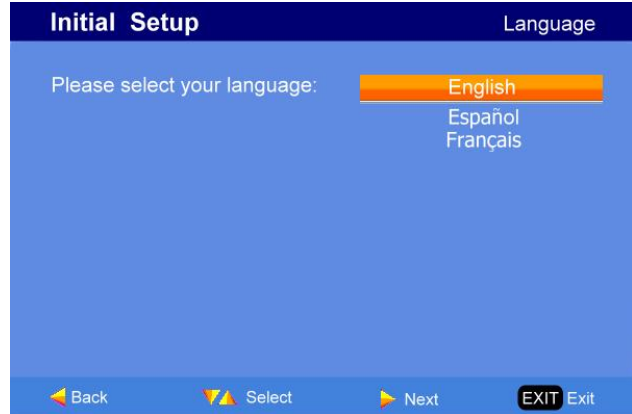 Initial Setup Language
Please select your language: English
Español
Français
Back Select Next EXIT Exit